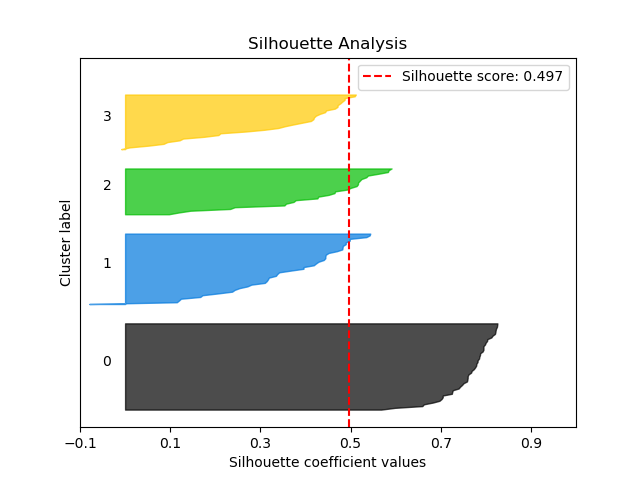 Silhouette Analysis
Silhouette score: 0.497
3
2
1
0
Cluster label
−0.1 0.1 0.3 0.5 0.7 0.9
Silhouette coefficient values